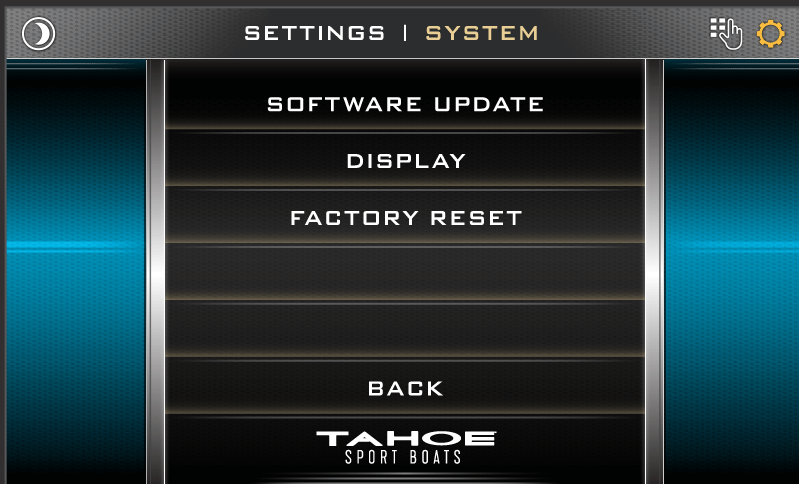 SETTINGS | SYSTEM
SOFTWARE UPDATE
DISPLAY
FACTORY RESET
BACK
TAHOE
SPORT BOATS